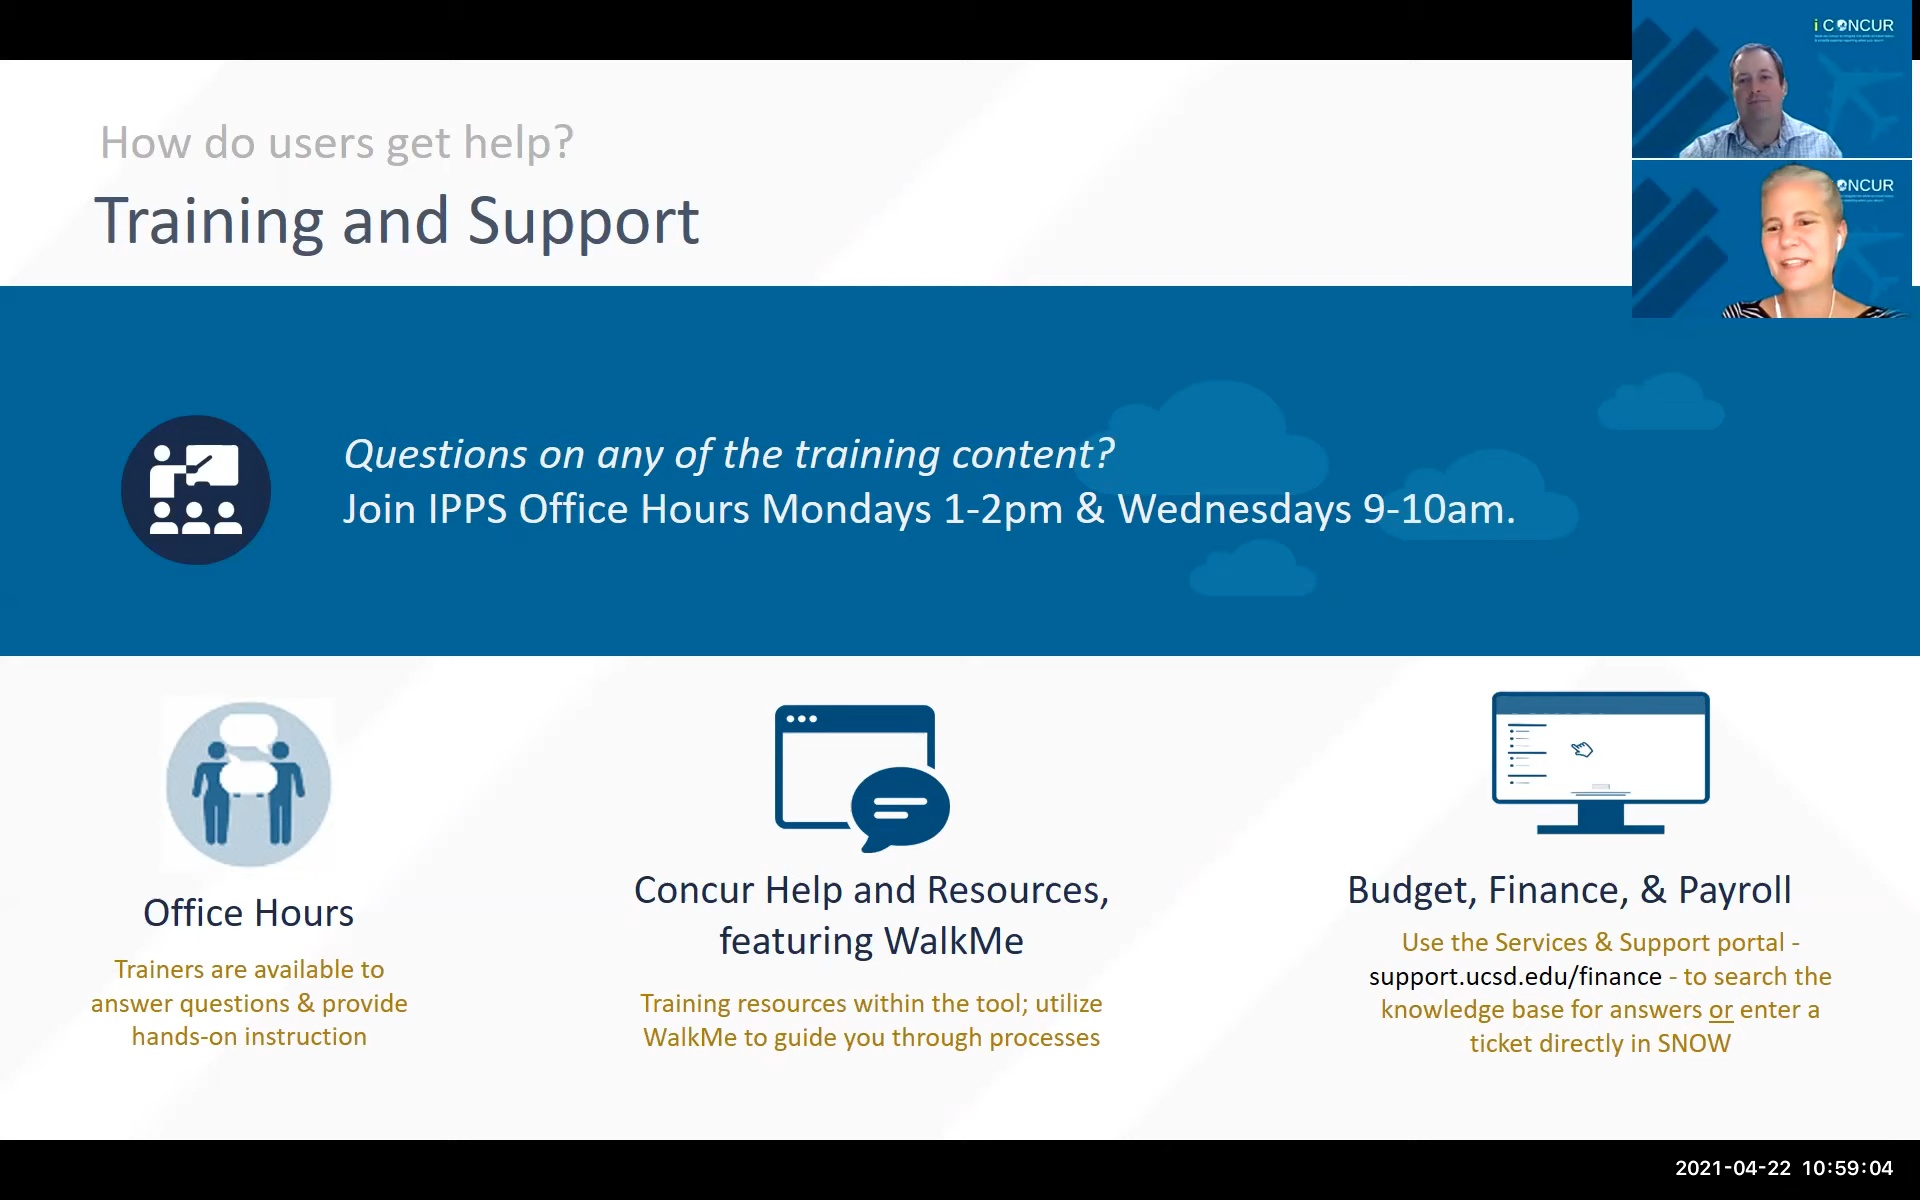 i CONCUR
How do users get help?
Training and Support
ONCUR
Questions on any of the training content?
Join IPPS Office Hours Mondays 1-2pm & Wednesdays 9-10am.
Office Hours
Trainers are available to
answer questions & provide
hands-on instruction
Concur Help and Resources,
featuring WalkMe
Training resources within the tool; utilize
WalkMe to guide you through processes
Budget, Finance, & Payroll
Use the Services & Support portal -
support.ucsd.edu/finance - to search the
knowledge base for answers or enter a
ticket directly in SNOW
2021-04-22 10:59:04